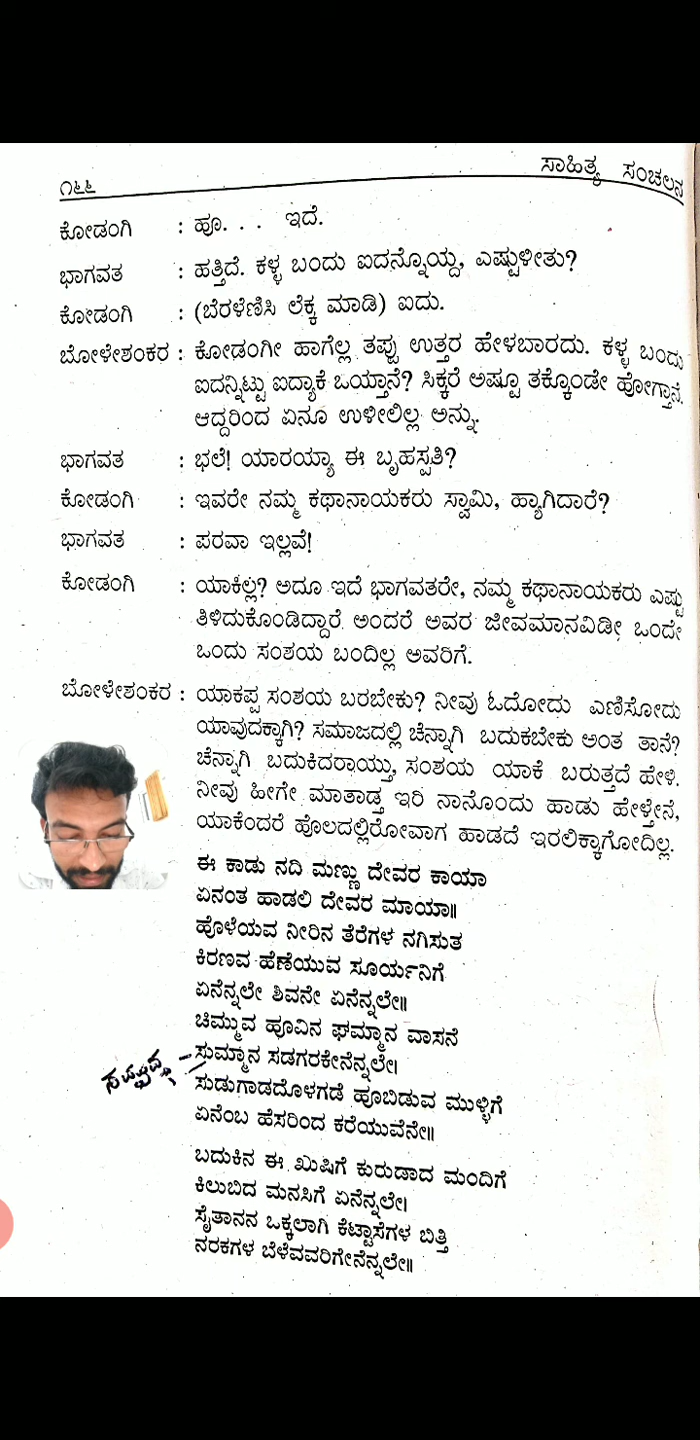 ೧೬೬ ಸಾಹಿತ್ಯ ಸಂಚಲನ
ಕೋಡಂಗಿ : ಹೂ. . . ಇದೆ.
ಭಾಗವತ : ಹತ್ತಿದೆ. ಕಳ್ಳ ಬಂದು ಐದನ್ನೊಯ್ದ, ಎಷ್ಟುಳೀತು?
ಕೋಡಂಗಿ : (ಬೆರಳೆಣಿಸಿ ಲೆಕ್ಕ ಮಾಡಿ) ಐದು.
ಬೋಳೇಶಂಕರ : ಕೋಡಂಗೀ ಹಾಗೆಲ್ಲ ತಪ್ಪು ಉತ್ತರ ಹೇಳಬಾರದು. ಕಳ್ಳ ಬಂದು
ಐದನ್ನಿಟ್ಟು ಐದ್ಯಾಕೆ ಒಯ್ತಾನೆ? ಸಿಕ್ಕರೆ ಅಷ್ಟೂ ತಕ್ಕೊಂಡೇ ಹೋಗ್ತಾನೆ.
ಆದ್ದರಿಂದ ಏನೂ ಉಳೀಲಿಲ್ಲ ಅನ್ನು.
ಭಾಗವತ : ಭಲೆ! ಯಾರಯ್ಯಾ ಈ ಬೃಹಸ್ಪತಿ?
ಕೋಡಂಗಿ : ಇವರೇ ನಮ್ಮ ಕಥಾನಾಯಕರು ಸ್ವಾಮಿ, ಹ್ಯಾಗಿದಾರೆ?
ಭಾಗವತ : ಪರವಾ ಇಲ್ಲವೆ!
ಕೋಡಂಗಿ : ಯಾಕಿಲ್ಲ? ಅದೂ ಇದೆ ಭಾಗವತರೇ, ನಮ್ಮ ಕಥಾನಾಯಕರು ಎಷ್ಟು
ತಿಳಿದುಕೊಂಡಿದ್ದಾರೆ ಅಂದರೆ ಅವರ ಜೀವಮಾನವಿಡೀ ಒಂದೇ
ಒಂದು ಸಂಶಯ ಬಂದಿಲ್ಲ ಅವರಿಗೆ.
ಬೋಳೇಶಂಕರ : ಯಾಕಪ್ಪ ಸಂಶಯ ಬರಬೇಕು? ನೀವು ಓದೋದು ಎಣಿಸೋದು
ಯಾವುದಕ್ಕಾಗಿ? ಸಮಾಜದಲ್ಲಿ ಚೆನ್ನಾಗಿ ಬದುಕಬೇಕು ಅಂತ ತಾನೆ?
ಚೆನ್ನಾಗಿ ಬದುಕಿದರಾಯ್ತು, ಸಂಶಯ ಯಾಕೆ ಬರುತ್ತದೆ ಹೇಳಿ.
ನೀವು ಹೀಗೇ ಮಾತಾಡ್ತ ಇರಿ ನಾನೊಂದು ಹಾಡು ಹೇಳ್ತೇನೆ,
ಯಾಕೆಂದರೆ ಹೊಲದಲ್ಲಿರೋವಾಗ ಹಾಡದೆ ಇರಲಿಕ್ಕಾಗೋದಿಲ್ಲ.
ಈ ಕಾಡು ನದಿ ಮಣ್ಣು ದೇವರ ಕಾಯಾ
ಏನಂತ ಹಾಡಲಿ ದೇವರ ಮಾಯಾ॥
ಹೊಳೆಯವ ನೀರಿನ ತೆರೆಗಳ ನಗಿಸುತ
ಕಿರಣವ ಹೆಣೆಯುವ ಸೂರ್ಯನಿಗೆ
ಏನೆನ್ನಲೇ ಶಿವನೇ ಏನೆನ್ನಲೇ॥
ಚಿಮ್ಮುವ ಹೂವಿನ ಘಮ್ಮಾನ ವಾಸನೆ
ಸುಮ್ಮಾನ ಸಡಗರಕೇನೆನ್ನಲೇ।
ಸುಡುಗಾಡದೊಳಗಡೆ ಹೂಬಿಡುವ ಮುಳ್ಳಿಗೆ
ಏನೆಂಬ ಹೆಸರಿಂದ ಕರೆಯುವೆನೇ॥
ಬದುಕಿನ ಈ ಖುಷಿಗೆ ಕುರುಡಾದ ಮಂದಿಗೆ
ಕಿಲುಬಿದ ಮನಸಿಗೆ ಏನೆನ್ನಲೇ।
ಸೈತಾನನ ಒಕ್ಕಲಾಗಿ ಕೆಟ್ಟಾಸೆಗಳ ಬಿತ್ತಿ
ನರಕಗಳ ಬೆಳೆವವರಿಗೇನೆನ್ನಲೇ॥